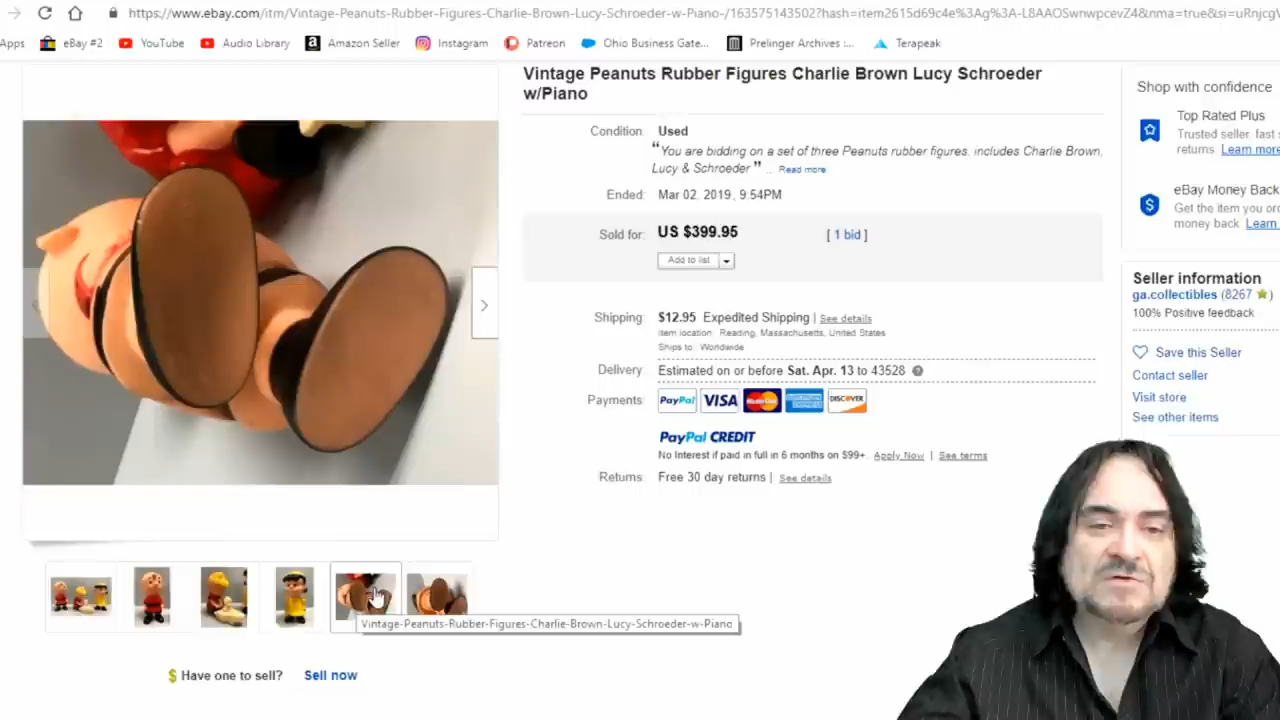 https://www.ebay.com/itm/Vintage-Peanuts-Rubber-Figures-Charlie-Brown-Lucy-Schroeder-w-Piano-/163575143502?hash=item2615d69c4e%3Ag%3A-L8AAOSwnwpcevZ4&nma=true&si=
Apps
eBay #2
YouTube
Audio Library
Amazon Seller
Instagram
Patreon
Ohio Business Gate...
Prelinger Archives :...
Terapeak
Vintage Peanuts Rubber Figures Charlie Brown Lucy Schroeder
w/Piano
Condition: Used
“You are bidding on a set of three Peanuts rubber figures. includes Charlie Brown,
Lucy & Schroeder ” ... Read more
Ended: Mar 02, 2019 , 9:54PM
Sold for: US $399.95 [ 1 bid ]
Add to list
Shipping: $12.95 Expedited Shipping | See details
Item location: Reading, Massachusetts, United States
Ships to: Worldwide
Delivery: Estimated on or before Sat. Apr. 13 to 43528
Payments: PayPal VISA MasterCard AMERICAN EXPRESS DISCOVER
PayPal CREDIT
No Interest if paid in full in 6 months on $99+. Apply Now | See terms
Returns: Free 30 day returns | See details
Shop with confidence
Top Rated Plus
Trusted seller, fast s
returns. Learn more
eBay Money Back
Get the item you ord
money back. Learn
Seller information
ga.collectibles (8267 )
100% Positive feedback
Save this Seller
Contact seller
Visit store
See other items
Vintage-Peanuts-Rubber-Figures-Charlie-Brown-Lucy-Schroeder-w-Piano
$ Have one to sell? Sell now